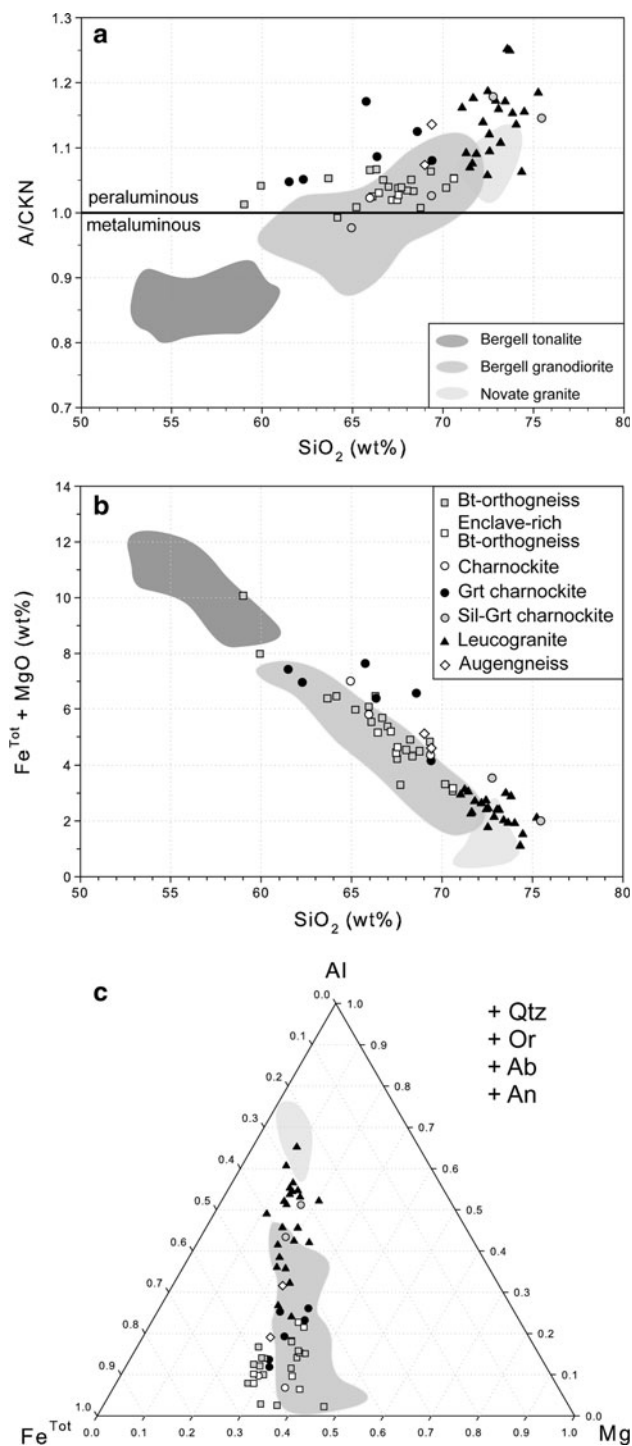 a
1.3
1.2
1.1
1.0
0.9
0.8
0.7
A/CKN
peraluminous
metaluminous
Bergell tonalite
Bergell granodiorite
Novate granite
50 55 60 65 70 75 80
SiO₂ (wt%)
b
14
12
10
8
6
4
2
0
Feᵀᵒᵗ + MgO (wt%)
Bt-orthogneiss
Enclave-rich
Bt-orthogneiss
Charnockite
Grt charnockite
Sil-Grt charnockite
Leucogranite
Augengneiss
50 55 60 65 70 75 80
SiO₂ (wt%)
c
Al
+ Qtz
+ Or
+ Ab
+ An
0.0 1.0
0.1 0.9
0.2 0.8
0.3 0.7
0.4 0.6
0.5 0.5
0.6 0.4
0.7 0.3
0.8 0.2
0.9 0.1
1.0 0.0
0.0 0.1 0.2 0.3 0.4 0.5 0.6 0.7 0.8 0.9 1.0
Feᵀᵒᵗ
Mg